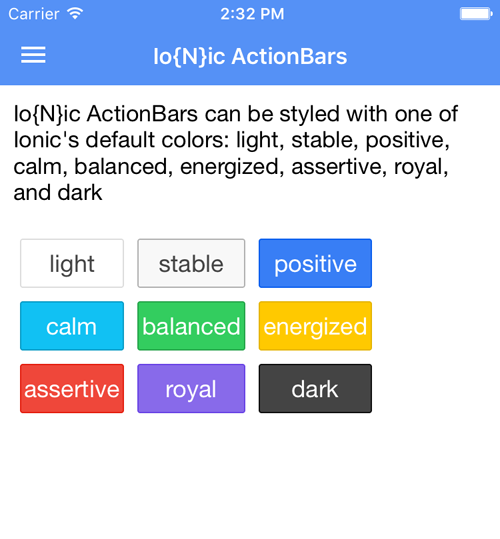 Carrier 2:32 PM
Io{N}ic ActionBars
Io{N}ic ActionBars can be styled with one of
Ionic's default colors: light, stable, positive,
calm, balanced, energized, assertive, royal,
and dark
light stable positive
calm balanced energized
assertive royal dark